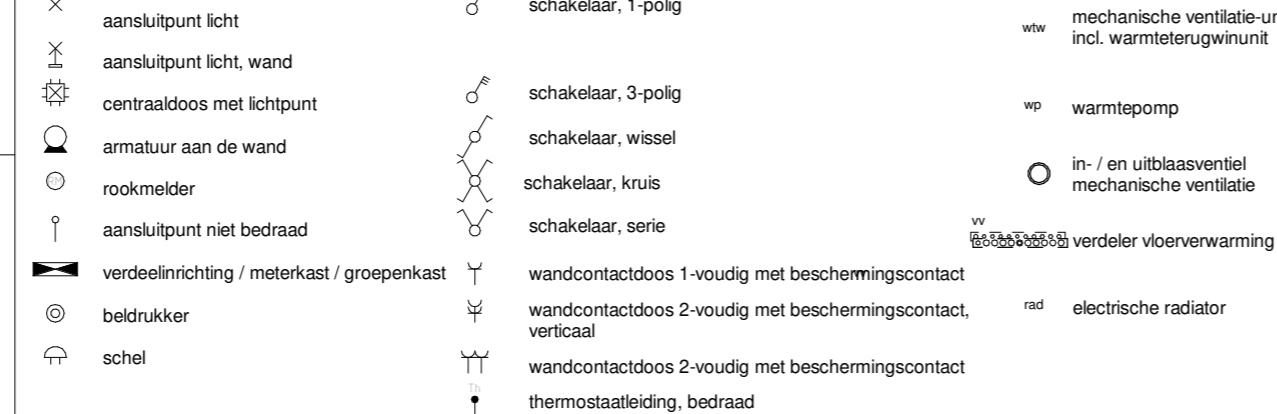 aansluitpunt licht
aansluitpunt licht, wand
centraaldoos met lichtpunt
armatuur aan de wand
RM
rookmelder
aansluitpunt niet bedraad
verdeelinrichting / meterkast / groepenkast
beldrukker
schel
schakelaar, 1-polig
schakelaar, 3-polig
schakelaar, wissel
schakelaar, kruis
schakelaar, serie
wandcontactdoos 1-voudig met beschermingscontact
wandcontactdoos 2-voudig met beschermingscontact,
verticaal
wandcontactdoos 2-voudig met beschermingscontact
Th
thermostaatleiding, bedraad
wtw
mechanische ventilatie-
incl. warmteterugwinunit
wp
warmtepomp
in- / en uitblaasventiel
mechanische ventilatie
vv
verdeler vloerverwarming
rad
electrische radiator